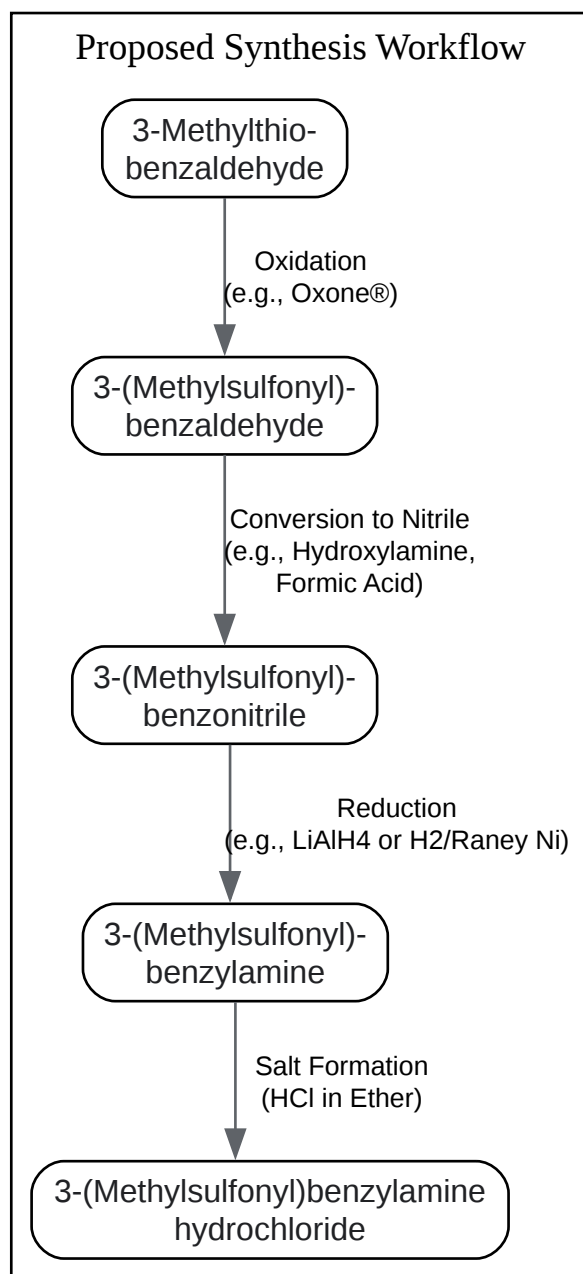 Proposed Synthesis Workflow
3-Methylthio-
benzaldehyde
Oxidation
(e.g., Oxone®)
3-(Methylsulfonyl)-
benzaldehyde
Conversion to Nitrile
(e.g., Hydroxylamine,
Formic Acid)
3-(Methylsulfonyl)-
benzonitrile
Reduction
(e.g., LiAlH4 or H2/Raney Ni)
3-(Methylsulfonyl)-
benzylamine
Salt Formation
(HCl in Ether)
3-(Methylsulfonyl)benzylamine
hydrochloride